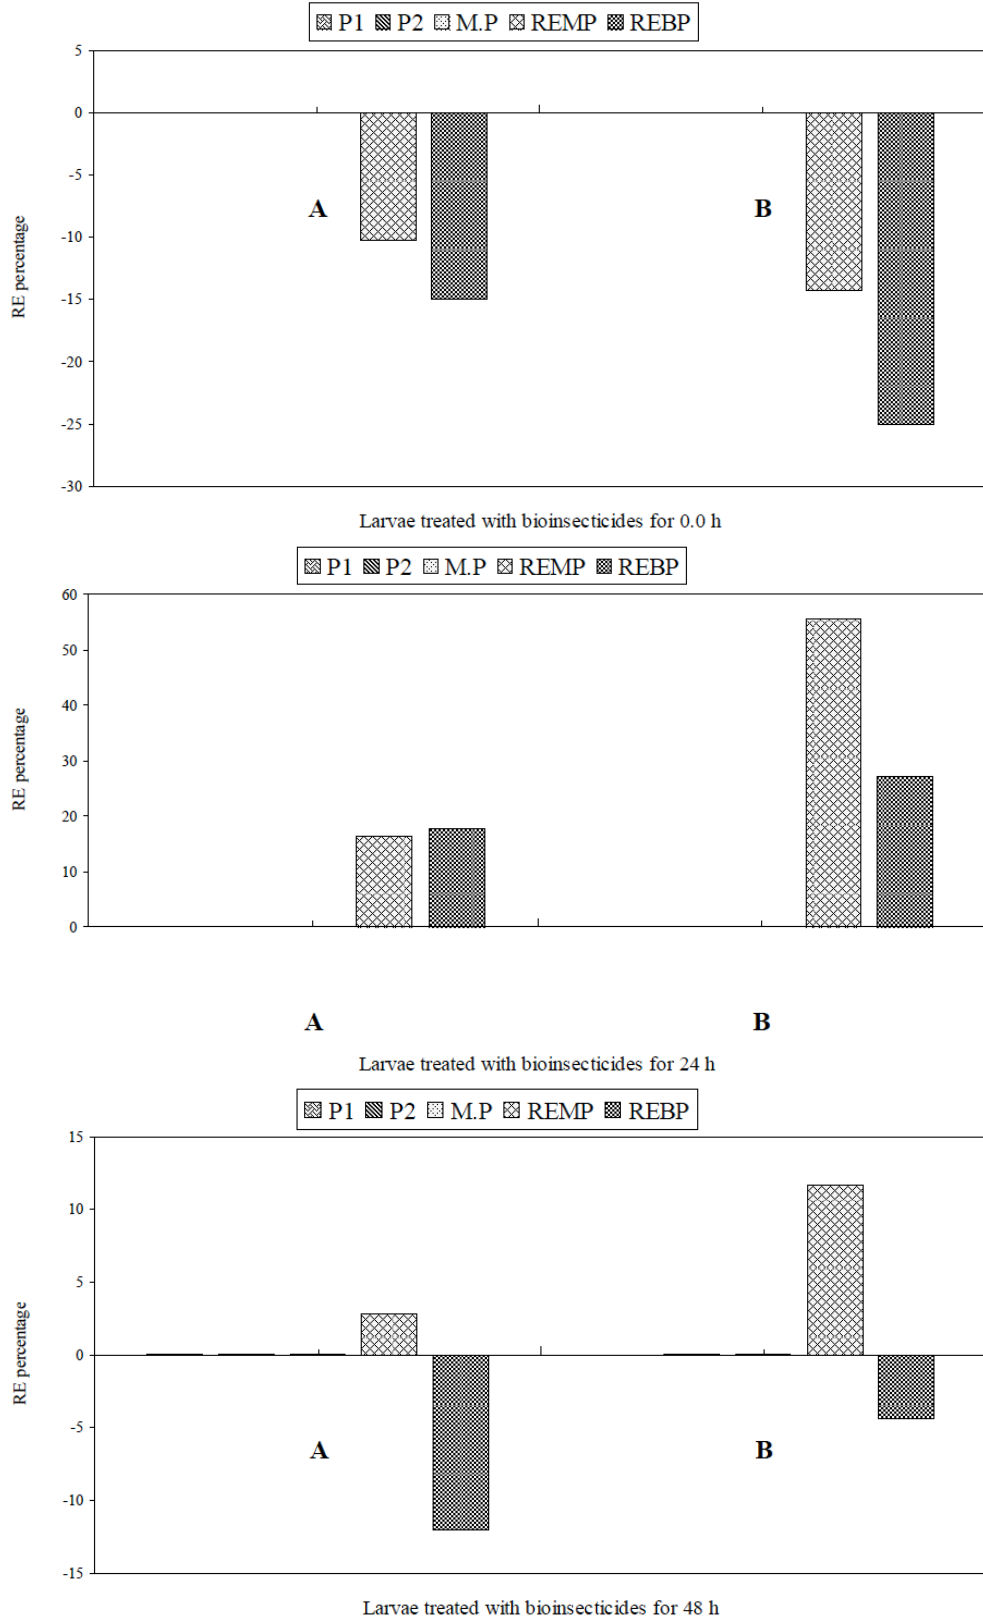 P1 P2 M.P REMP REBP
5
0
-5
-10
-15
-20
-25
-30
RE percentage
A B
Larvae treated with bioinsecticides for 0.0 h
P1 P2 M.P REMP REBP
60
50
40
30
20
10
0
RE percentage
A B
Larvae treated with bioinsecticides for 24 h
P1 P2 M.P REMP REBP
15
10
5
0
-5
-10
-15
RE percentage
A B
Larvae treated with bioinsecticides for 48 h